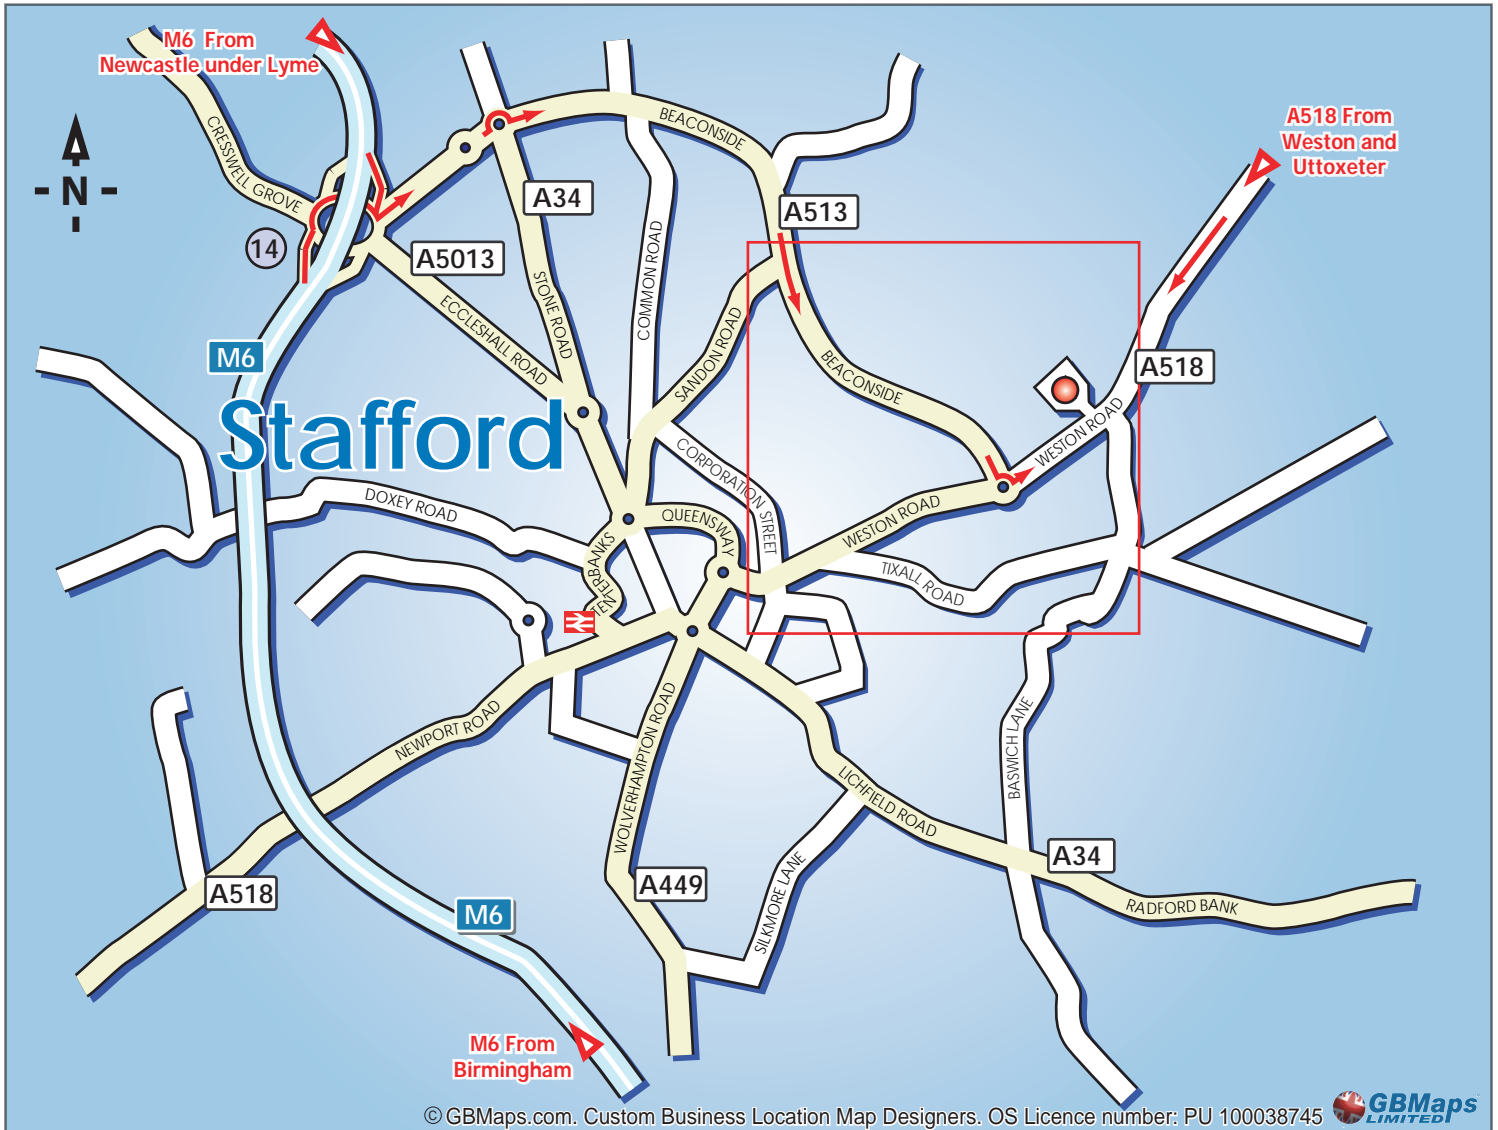 M6 From
Newcastle under Lyme
CRESSWELL GROVE
N
14
A5013
A34
BEACONSIDE
A513
A518 From
Weston and
Uttoxeter
STONE ROAD
COMMON ROAD
ECCLESHALL ROAD
SANDON ROAD
M6
Stafford
BEACONSIDE
A518
WESTON ROAD
CORPORATION STREET
DOXEY ROAD
QUEENSWAY
WESTON ROAD
TENTERBANKS
TIXALL ROAD
NEWPORT ROAD
WOLVERHAMPTON ROAD
BASWICH LANE
LICHFIELD ROAD
A34
A518
M6
A449
SILKMORE LANE
RADFORD BANK
M6 From
Birmingham
© GBMaps.com. Custom Business Location Map Designers. OS Licence number: PU 100038745
GBMaps
LIMITED